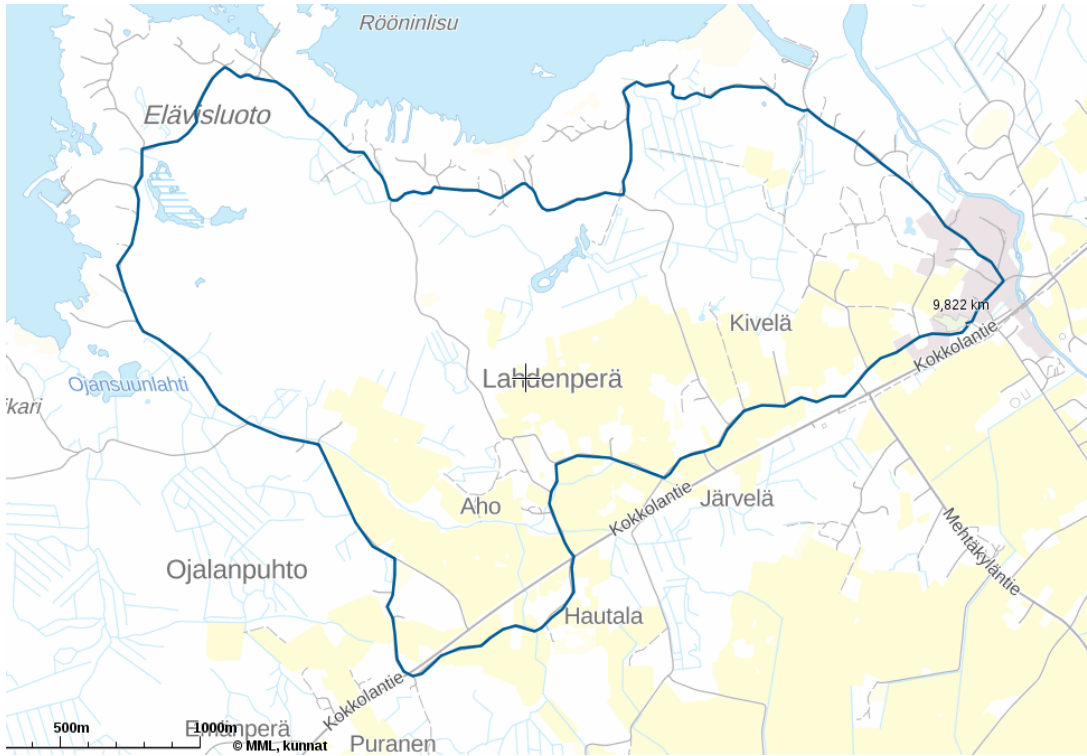 Rööninlisu
Elävisluoto
9,822 km
Kivelä
Kokkolantie
Lahdenperä
Ojansuunlahti
ikari
Aho
Kokkolantie
Järvelä
Mehtäkyläntie
Ojalanpuhto
Hautala
Kokkolantie
500m
1000m
Emänperä
© MML, kunnat
Puranen